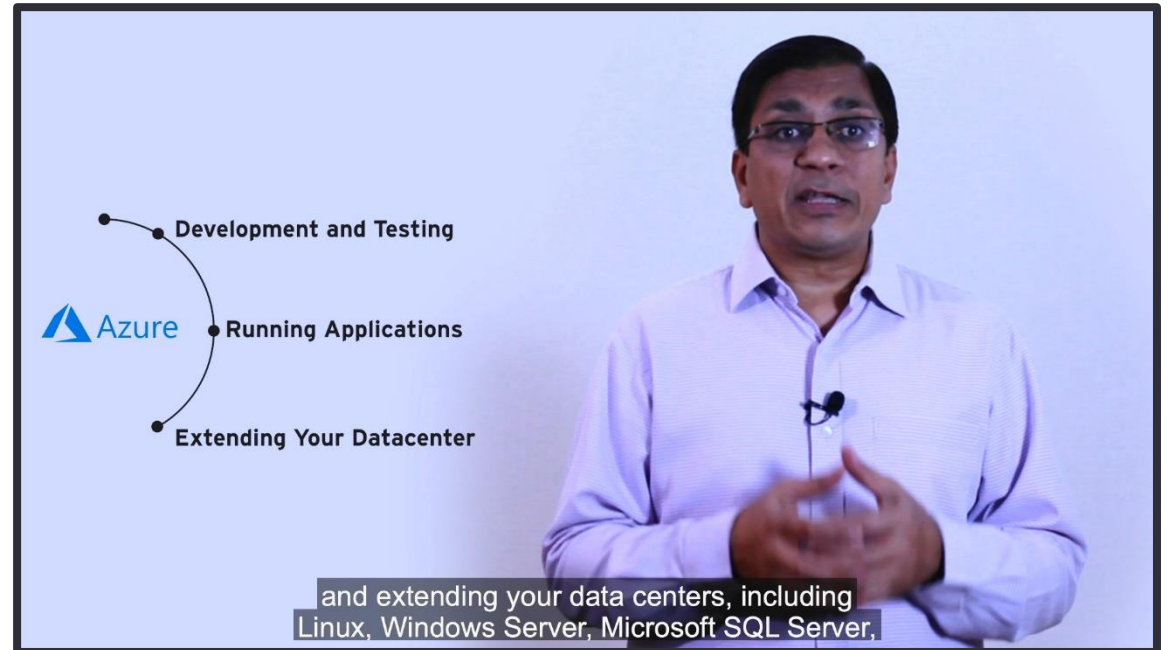 Development and Testing
Azure
Running Applications
Extending Your Datacenter
and extending your data centers, including
Linux, Windows Server, Microsoft SQL Server,